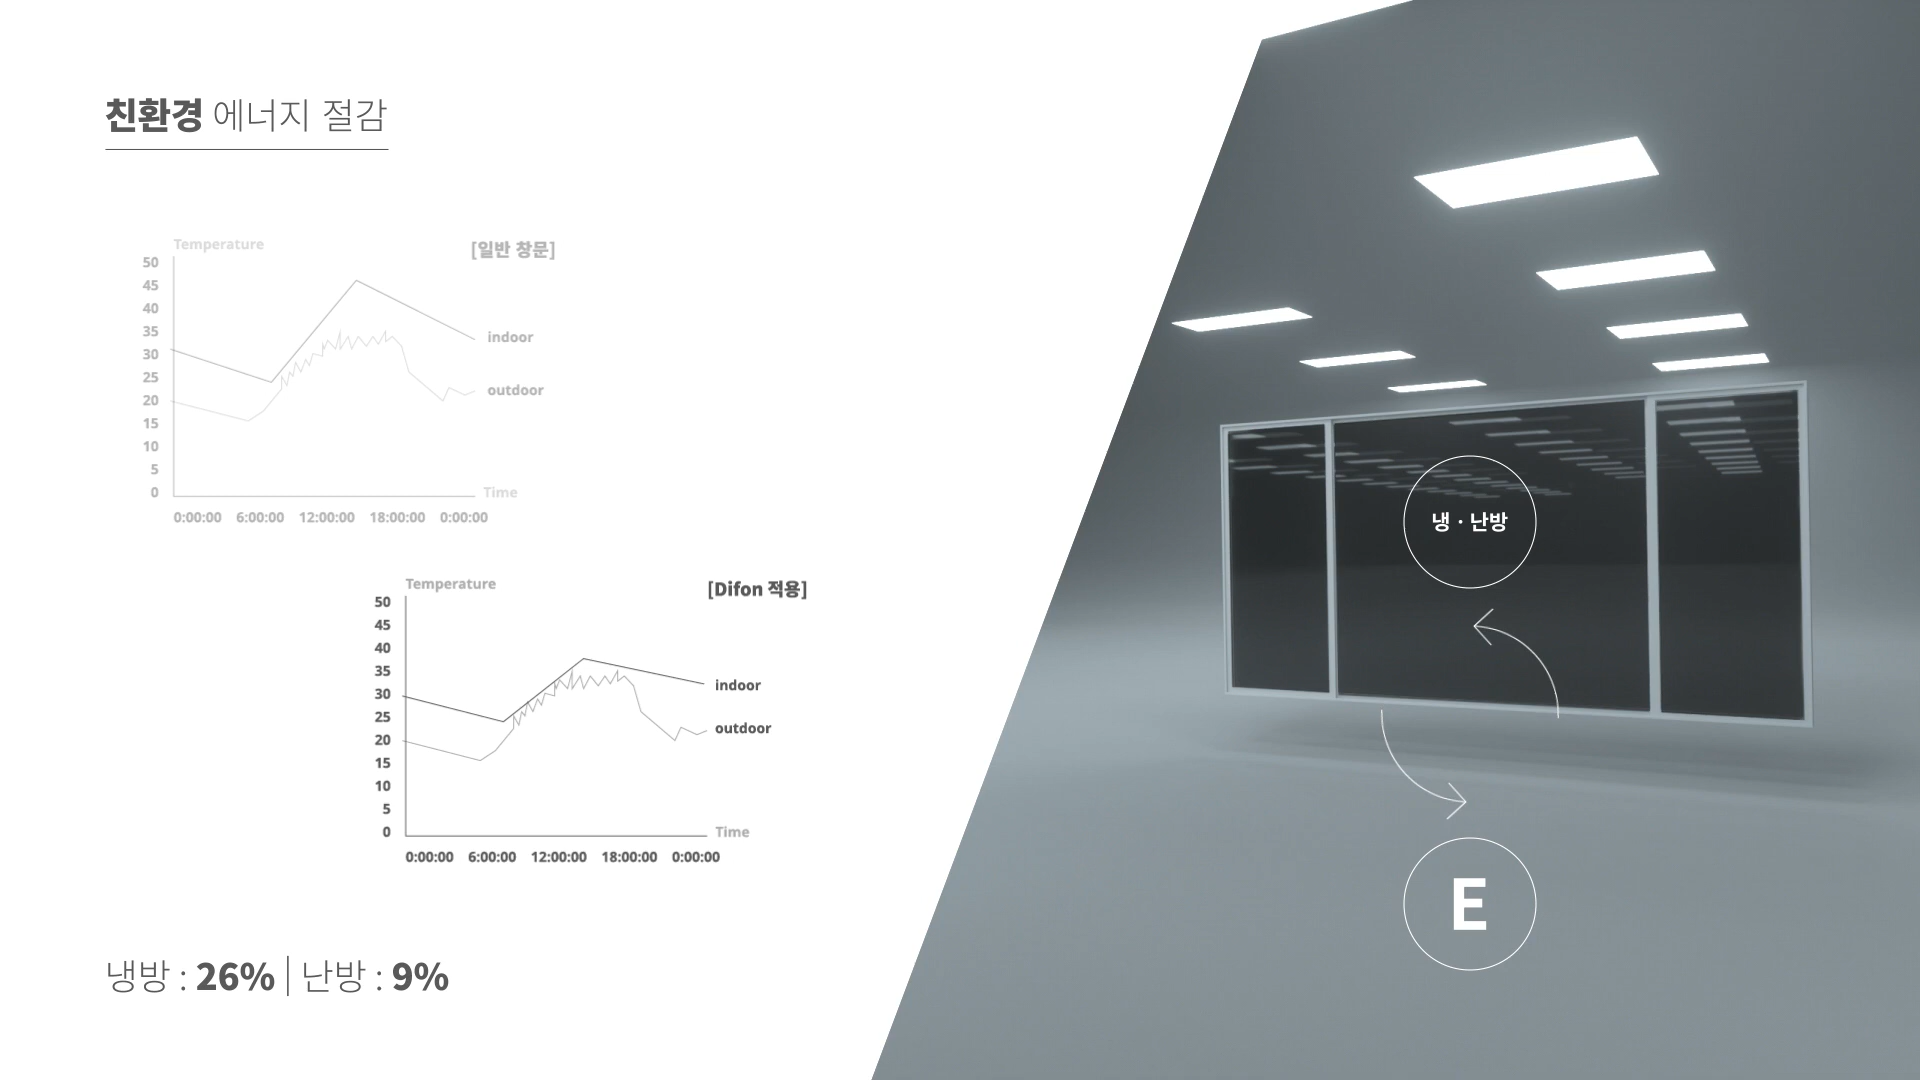 친환경 에너지 절감
Temperature
[일반 창문]
50
45
40
35
30
25
20
15
10
5
0
indoor
outdoor
Time
0:00:00 6:00:00 12:00:00 18:00:00 0:00:00
Temperature
[Difon 적용]
50
45
40
35
30
25
20
15
10
5
0
indoor
outdoor
Time
0:00:00 6:00:00 12:00:00 18:00:00 0:00:00
냉방 : 26% | 난방 : 9%
냉 · 난방
E